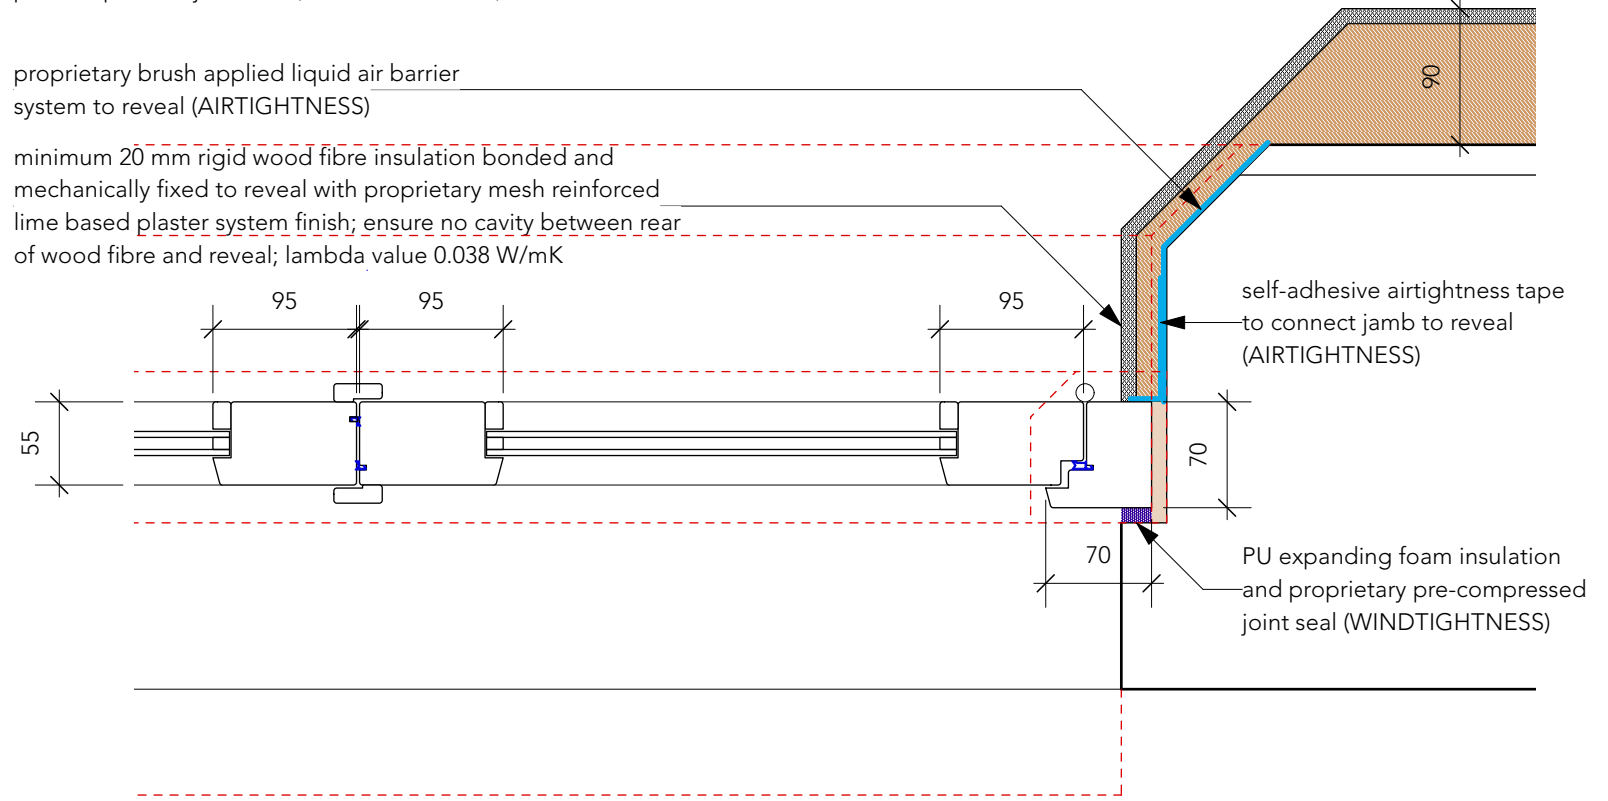 proprietary brush applied liquid air barrier
system to reveal (AIRTIGHTNESS)
90
minimum 20 mm rigid wood fibre insulation bonded and
mechanically fixed to reveal with proprietary mesh reinforced
lime based plaster system finish; ensure no cavity between rear
of wood fibre and reveal; lambda value 0.038 W/mK
95
95
95
self-adhesive airtightness tape
to connect jamb to reveal
(AIRTIGHTNESS)
55
70
70
PU expanding foam insulation
and proprietary pre-compressed
joint seal (WINDTIGHTNESS)